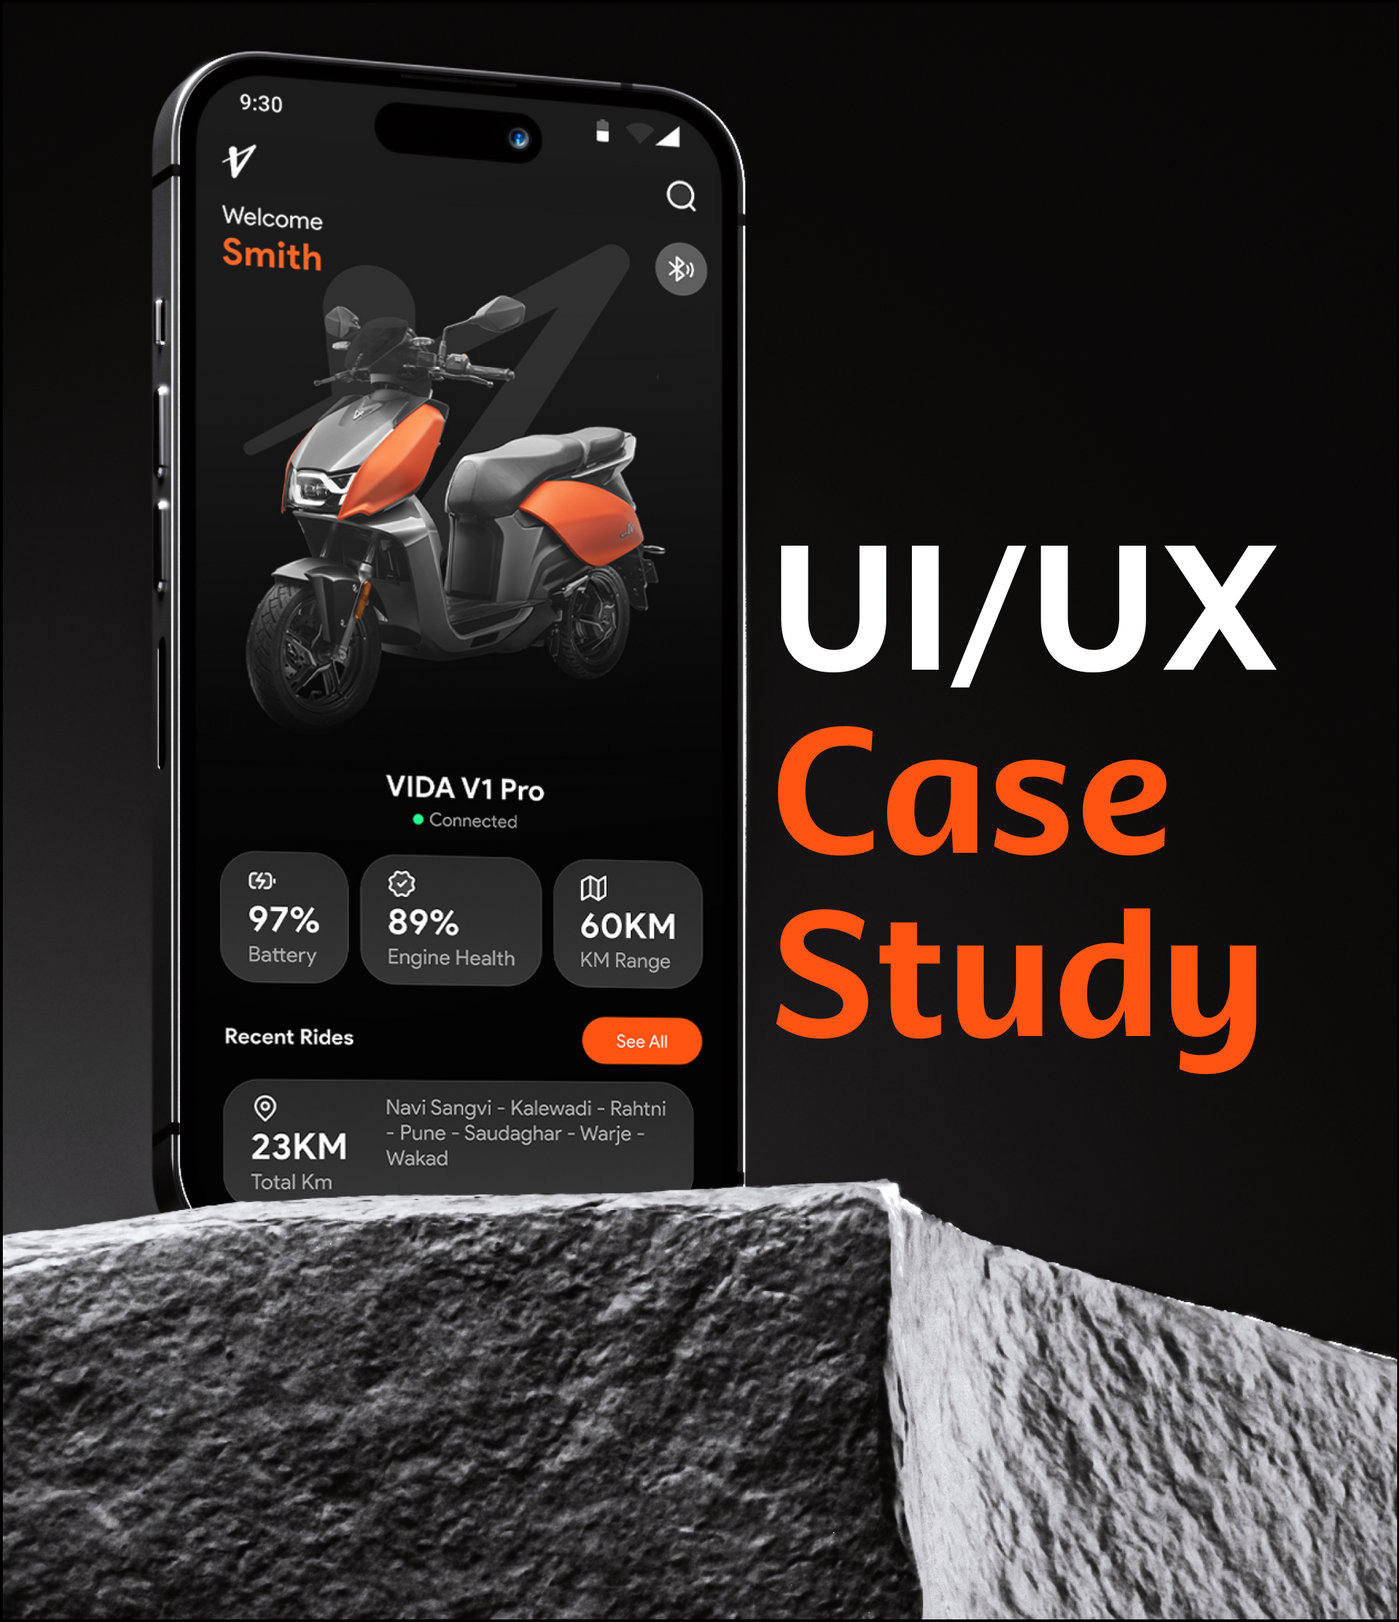 9:30
Welcome
Smith
VIDA V1 Pro
Connected
97%
Battery
89%
Engine Health
60KM
KM Range
Recent Rides
See All
23KM
Total Km
Navi Sangvi - Kalewadi - Rahtni
- Pune - Saudaghar - Warje -
Wakad
UI/UX
Case
Study